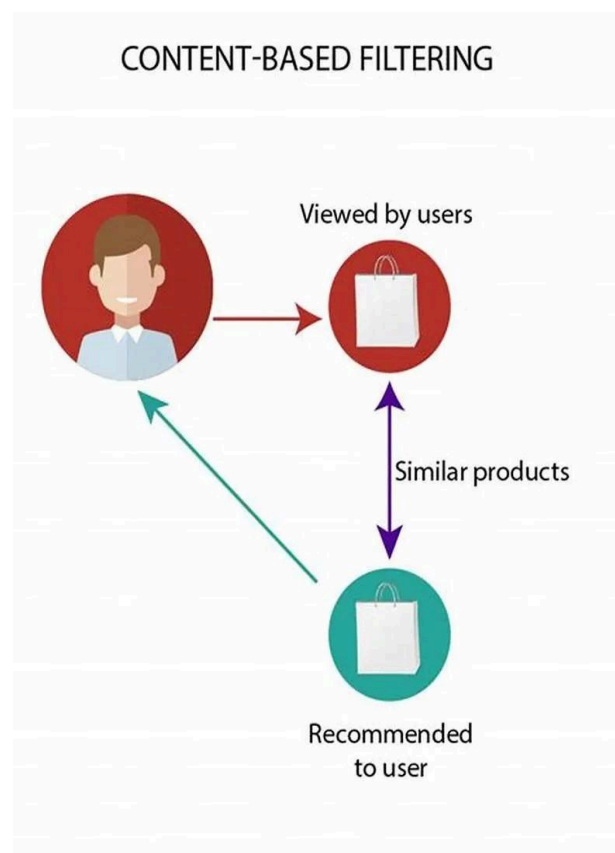 CONTENT-BASED FILTERING
Viewed by users
Similar products
Recommended
to user